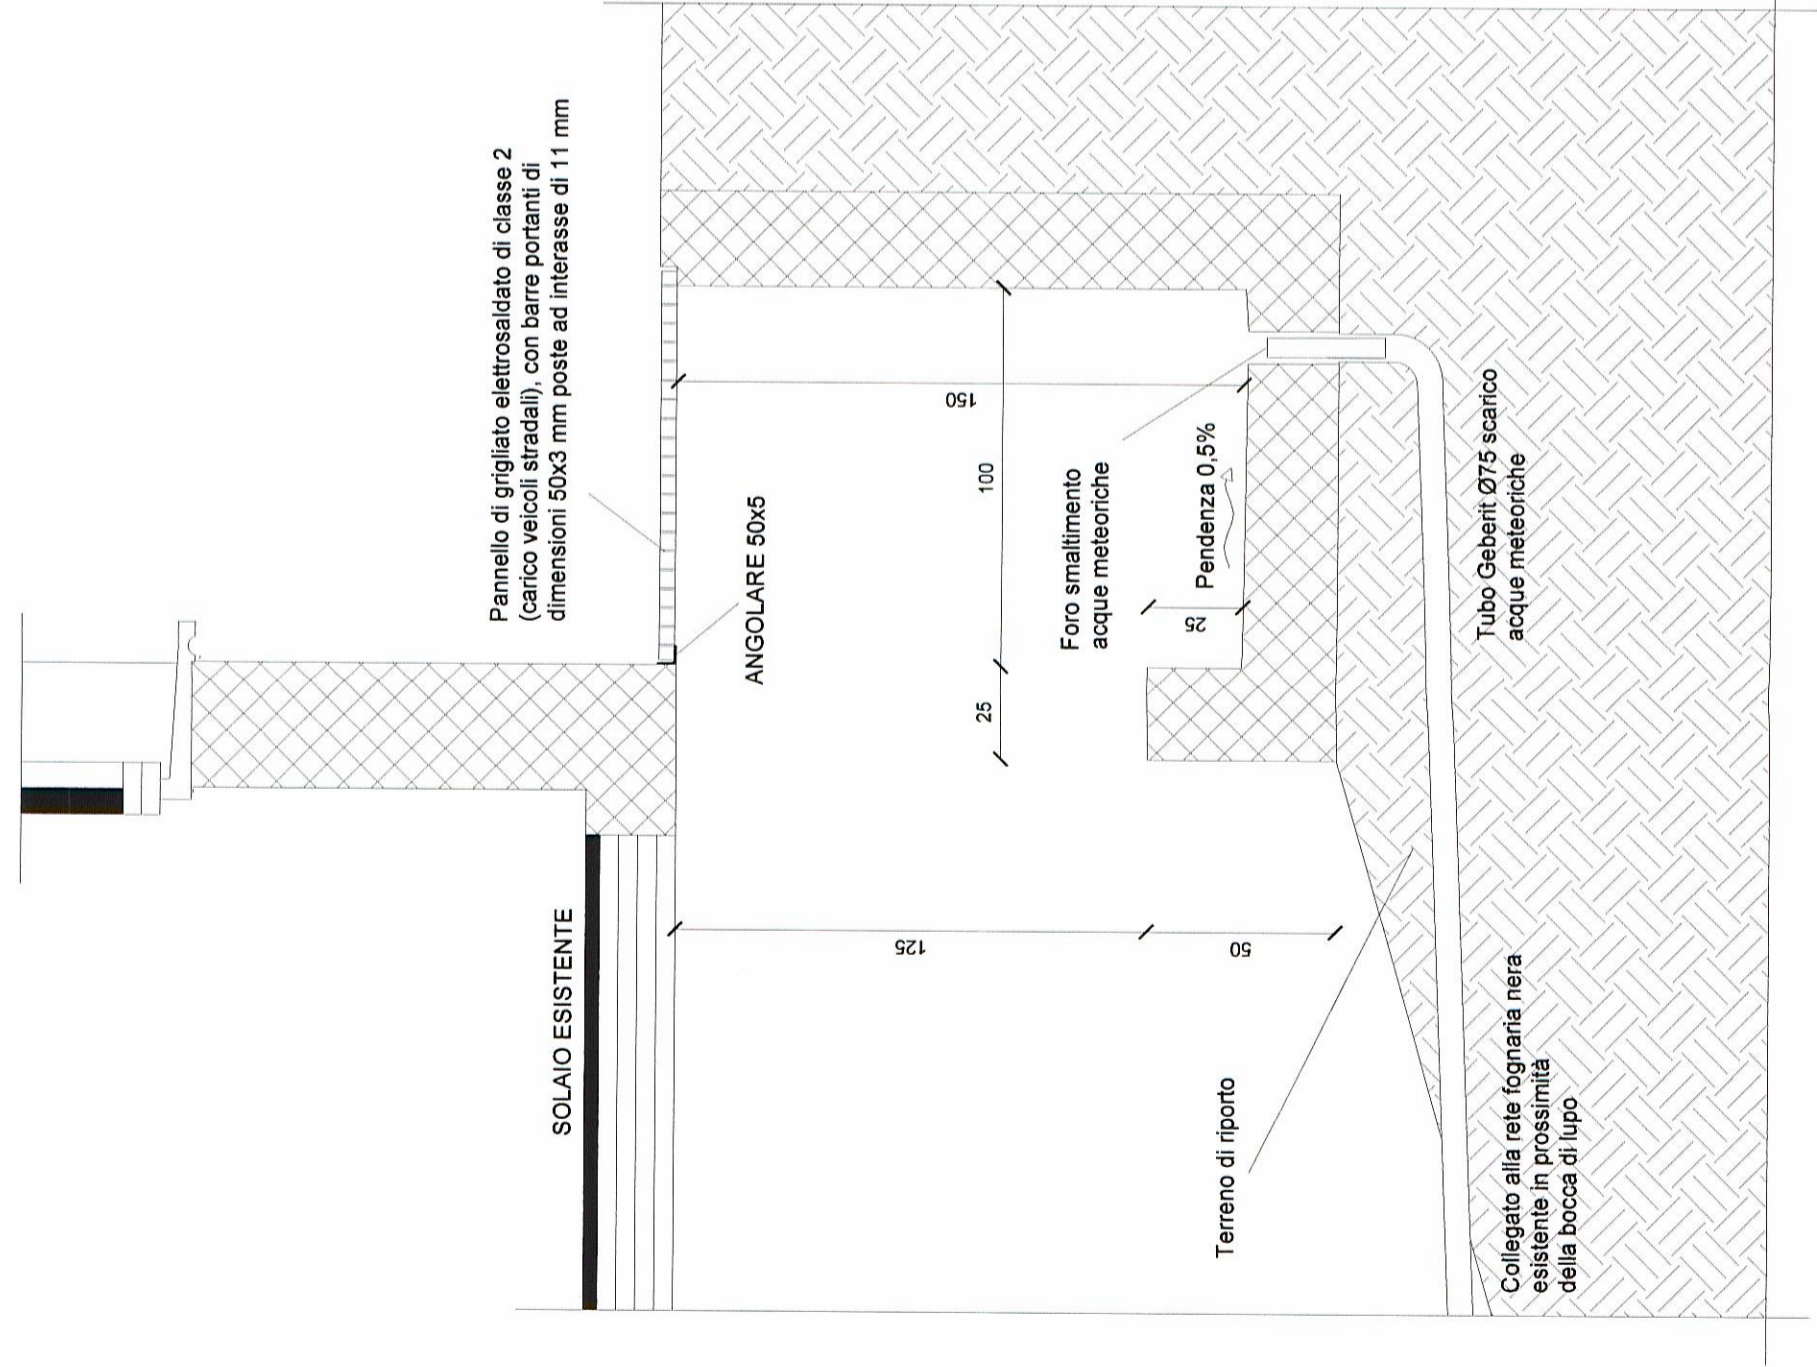 Pannello di grigliato elettrosaldato di classe 2
(carico veicoli stradali), con barre portanti di
dimensioni 50x3 mm poste ad interasse di 11 mm
SOLAIO ESISTENTE
ANGOLARE 50x5
150
100
25
125
50
25
Foro smaltimento
acque meteoriche
Pendenza 0,5%
Terreno di riporto
Tubo Geberit Ø75 scarico
acque meteoriche
Collegato alla rete fognaria nera
esistente in prossimità
della bocca di lupo